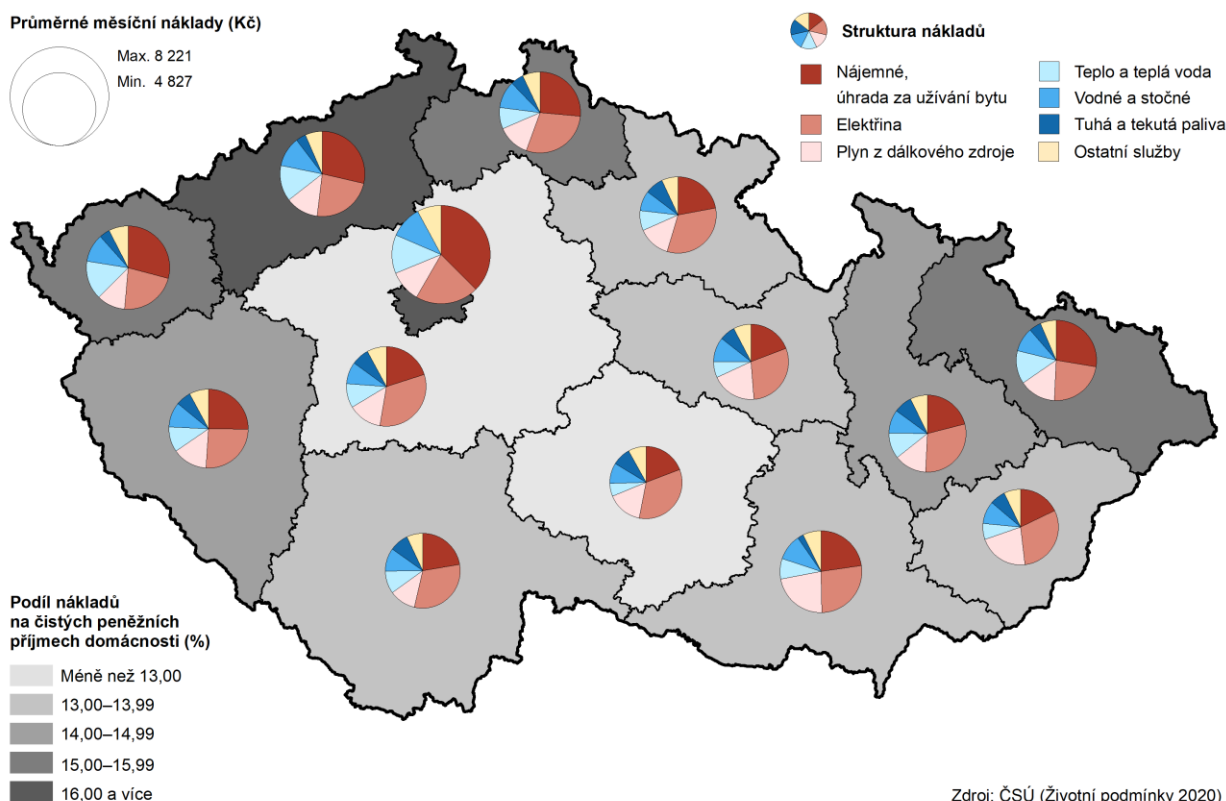 Průměrné měsíční náklady (Kč)
Max. 8 221
Min. 4 827
Struktura nákladů
Nájemné,
úhrada za užívání bytu
Elektřina
Plyn z dálkového zdroje
Teplo a teplá voda
Vodné a stočné
Tuhá a tekutá paliva
Ostatní služby
Podíl nákladů
na čistých peněžních
příjmech domácnosti (%)
Méně než 13,00
13,00–13,99
14,00–14,99
15,00–15,99
16,00 a více
Zdroj: ČSÚ (Životní podmínky 2020)